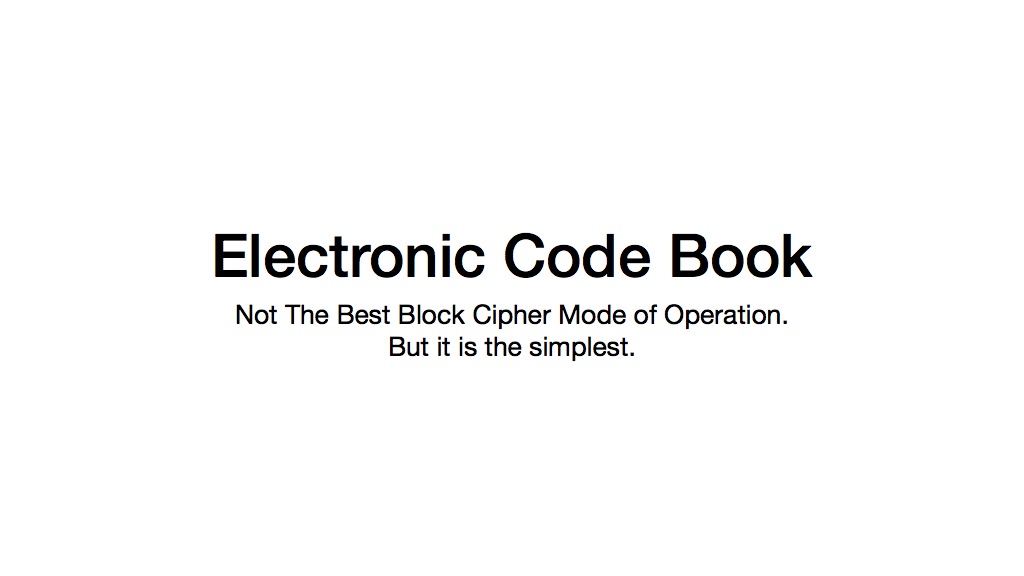 Electronic Code Book
Not The Best Block Cipher Mode of Operation.
But it is the simplest.